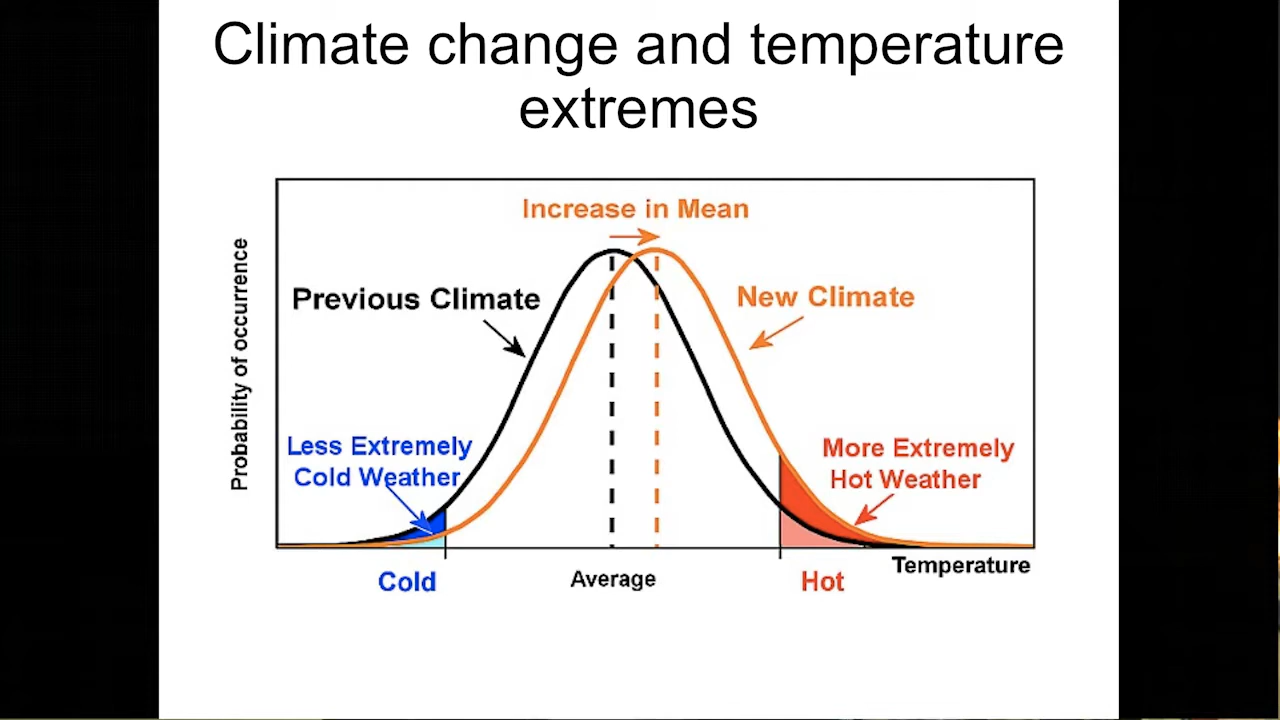 Climate change and temperature
extremes
Increase in Mean
Previous Climate
New Climate
Probability of occurrence
Less Extremely
Cold Weather
More Extremely
Hot Weather
Cold
Average
Hot
Temperature